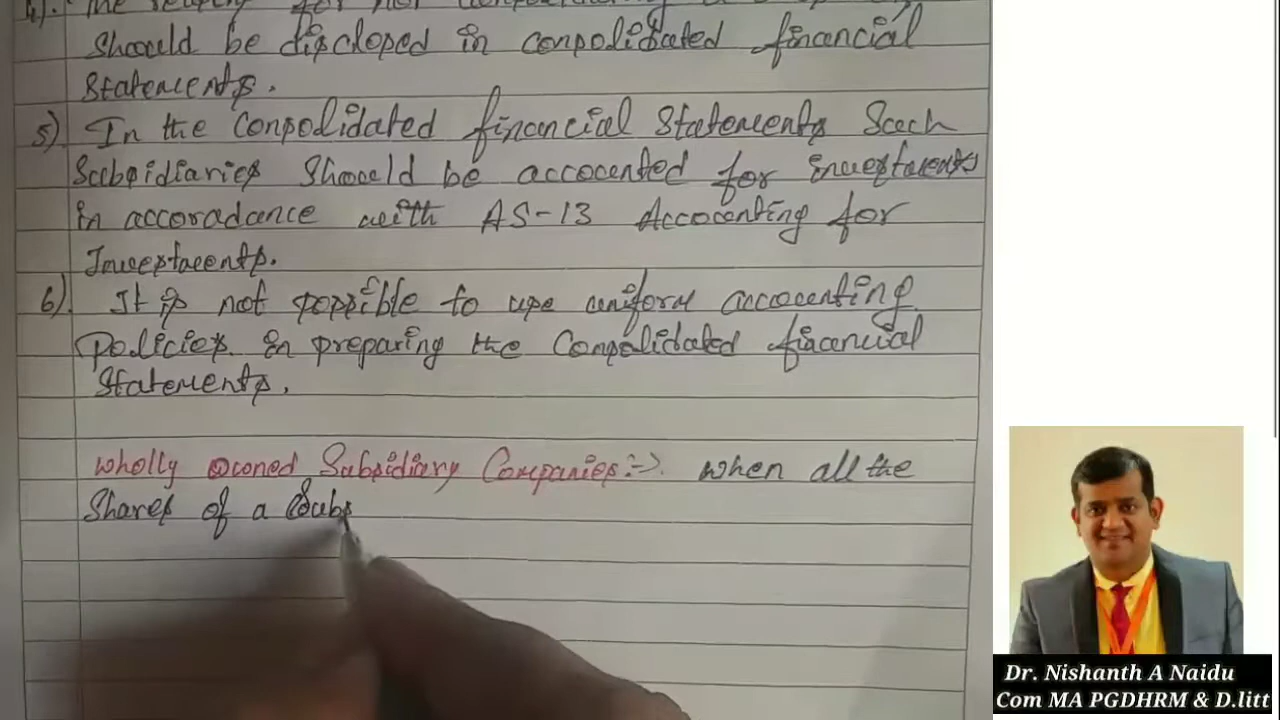 4). The
should be disclosed in consolidated financial
statements.
5) In the Consolidated financial statements Such
Subsidiaries should be accounted for investments
in accoradance with AS-13 Accounting for
Investments.
6) It is not possible to use uniform accounting
policies in preparing the Consolidated financial
statements.
wholly owned Subsidiary Companies:-> when all the
shares of a Subs
Dr. Nishanth A Naidu
Com MA PGDHRM & D.litt